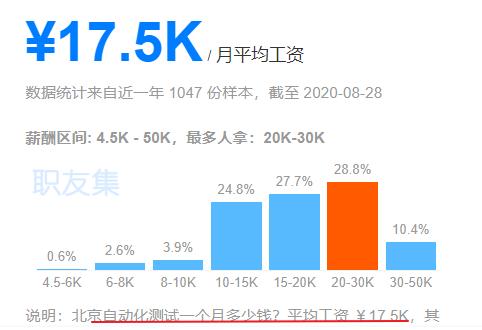 ¥17.5K / 月平均工资
数据统计来自近一年 1047 份样本，截至 2020-08-28
薪酬区间: 4.5K - 50K，最多人拿：20K-30K
职友集
0.6% 2.6% 3.9% 24.8% 27.7% 28.8% 10.4%
4.5-6K 6-8K 8-10K 10-15K 15-20K 20-30K 30-50K
说明：北京自动化测试一个月多少钱？平均工资 ￥17.5K，其